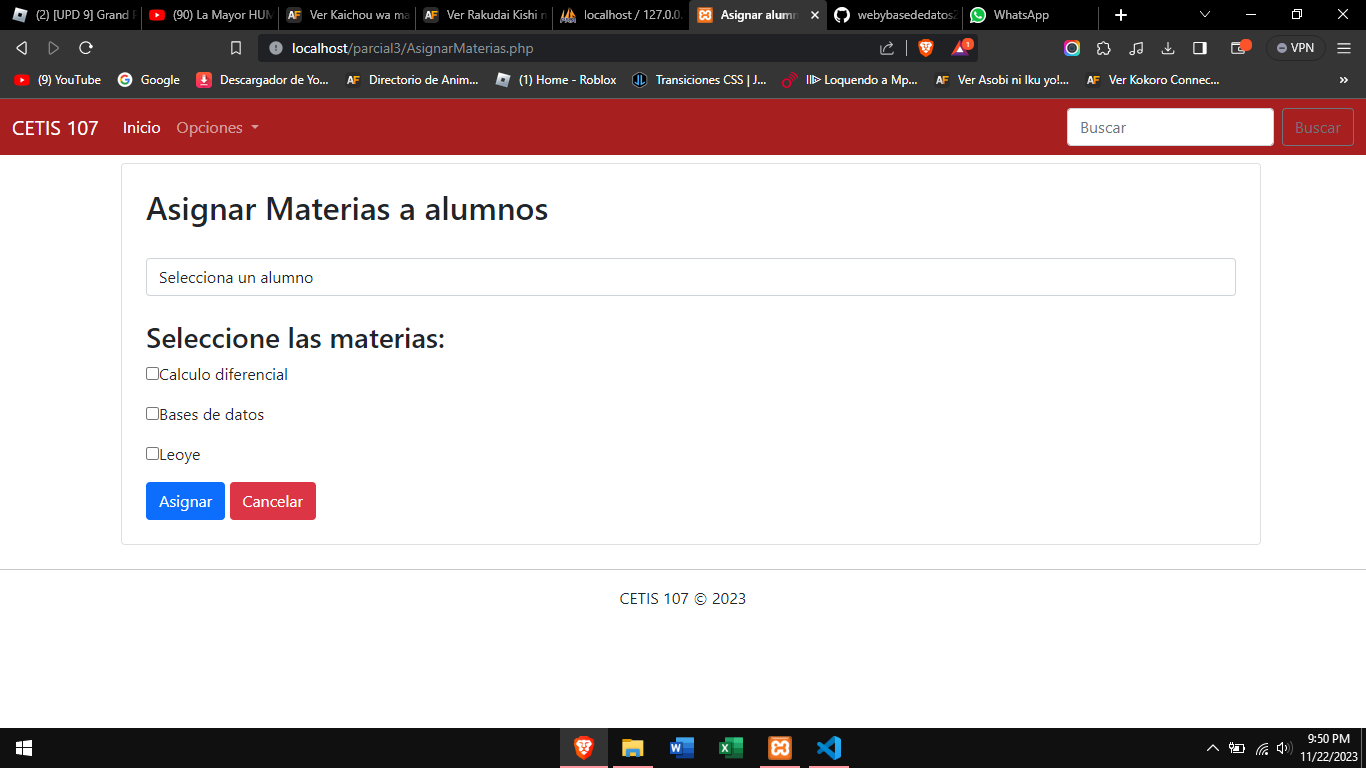 (2) [UPD 9] Grand P
(90) La Mayor HUM
Ver Kaichou wa ma
Ver Rakudai Kishi n
localhost / 127.0.0.
Asignar alumn
webybasededatos2
WhatsApp
localhost/parcial3/AsignarMaterias.php
1
VPN
(9) YouTube
Google
Descargador de Yo...
Directorio de Anim...
(1) Home - Roblox
Transiciones CSS | J...
Loquendo a Mp...
Ver Asobi ni Iku yo!...
Ver Kokoro Connec...
CETIS 107
Inicio
Opciones
Buscar
Buscar
Asignar Materias a alumnos
Selecciona un alumno
Seleccione las materias:
Calculo diferencial
Bases de datos
Leoye
Asignar
Cancelar
CETIS 107 © 2023
9:50 PM
11/22/2023